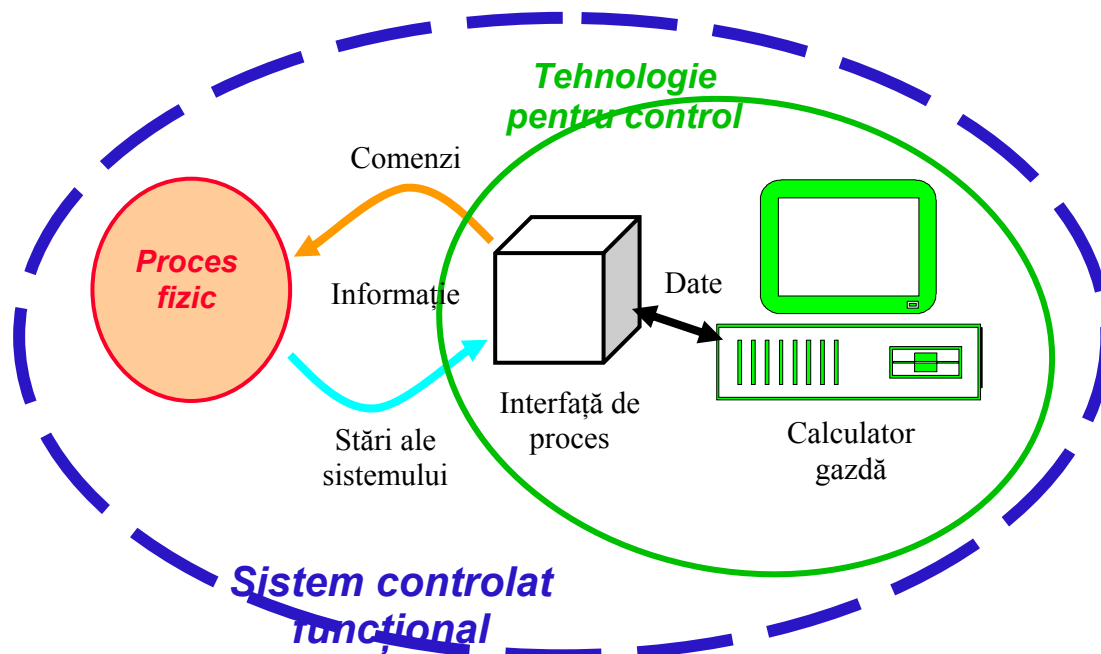 Tehnologie
pentru control
Comenzi
Proces
fizic
Informație
Date
Interfață de
proces
Stări ale
sistemului
Calculator
gazdă
Sistem controlat
funcțional